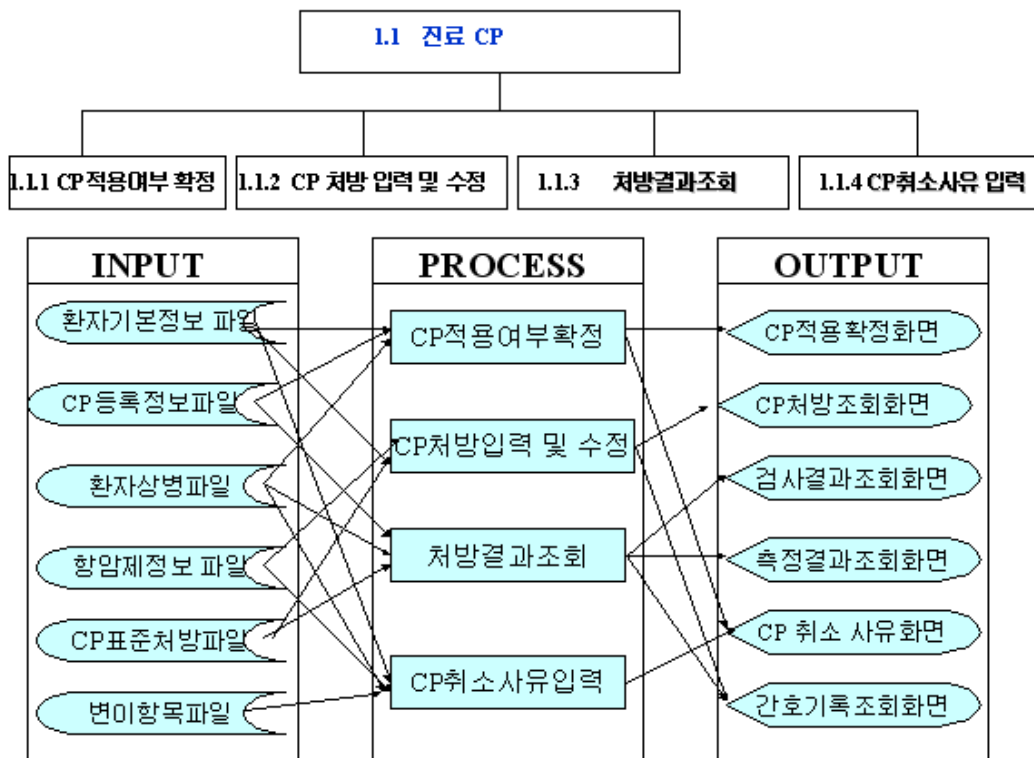 1.1 진료 CP
1.1.1 CP적용여부 확정
1.1.2 CP 처방 입력 및 수정
1.1.3 처방결과조회
1.1.4 CP취소사유 입력
INPUT
환자기본정보 파일
CP등록정보파일
환자상병파일
항암제정보 파일
CP표준처방파일
변이항목파일
PROCESS
CP적용여부확정
CP처방입력 및 수정
처방결과조회
CP취소사유입력
OUTPUT
CP적용확정화면
CP처방조회화면
검사결과조회화면
측정결과조회화면
CP 취소 사유화면
간호기록조회화면